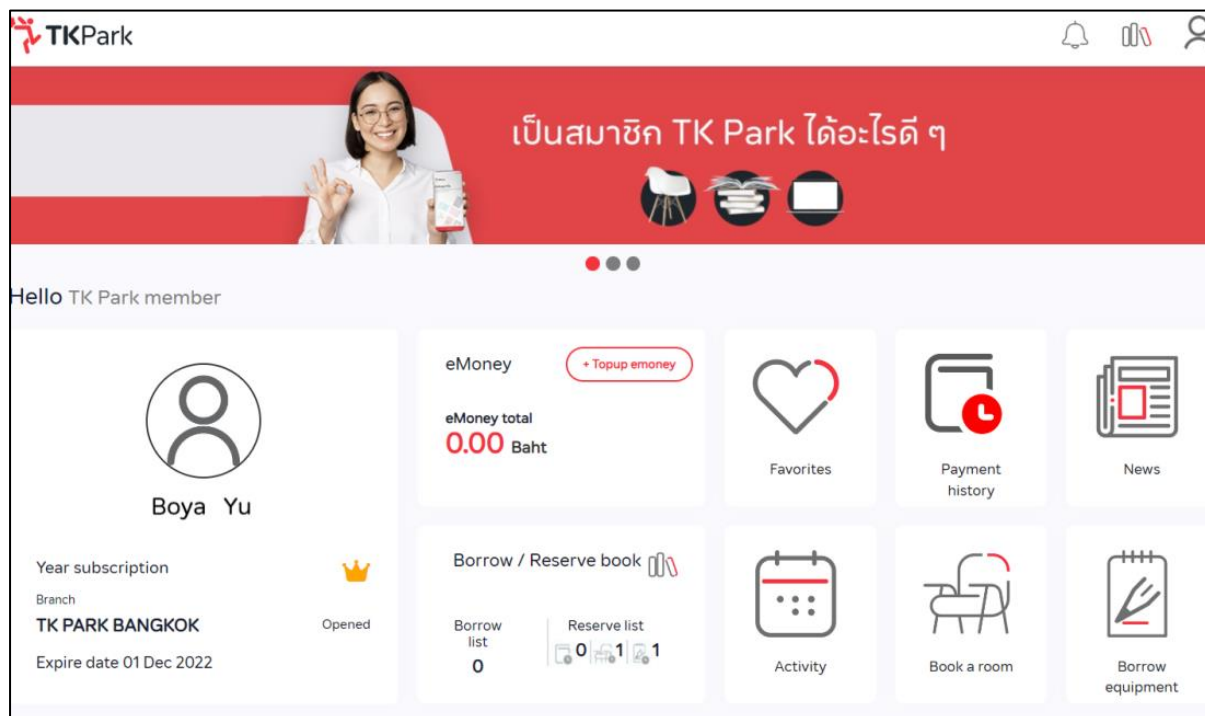 TKPark
เป็นสมาชิก TK Park ได้อะไรดี ๆ
Hello TK Park member
Boya Yu
Year subscription
Branch
TK PARK BANGKOK Opened
Expire date 01 Dec 2022
eMoney + Topup emoney
eMoney total
0.00 Baht
Borrow / Reserve book
Borrow
list
0
Reserve list
0 1 1
Favorites
Payment
history
News
Activity
Book a room
Borrow
equipment